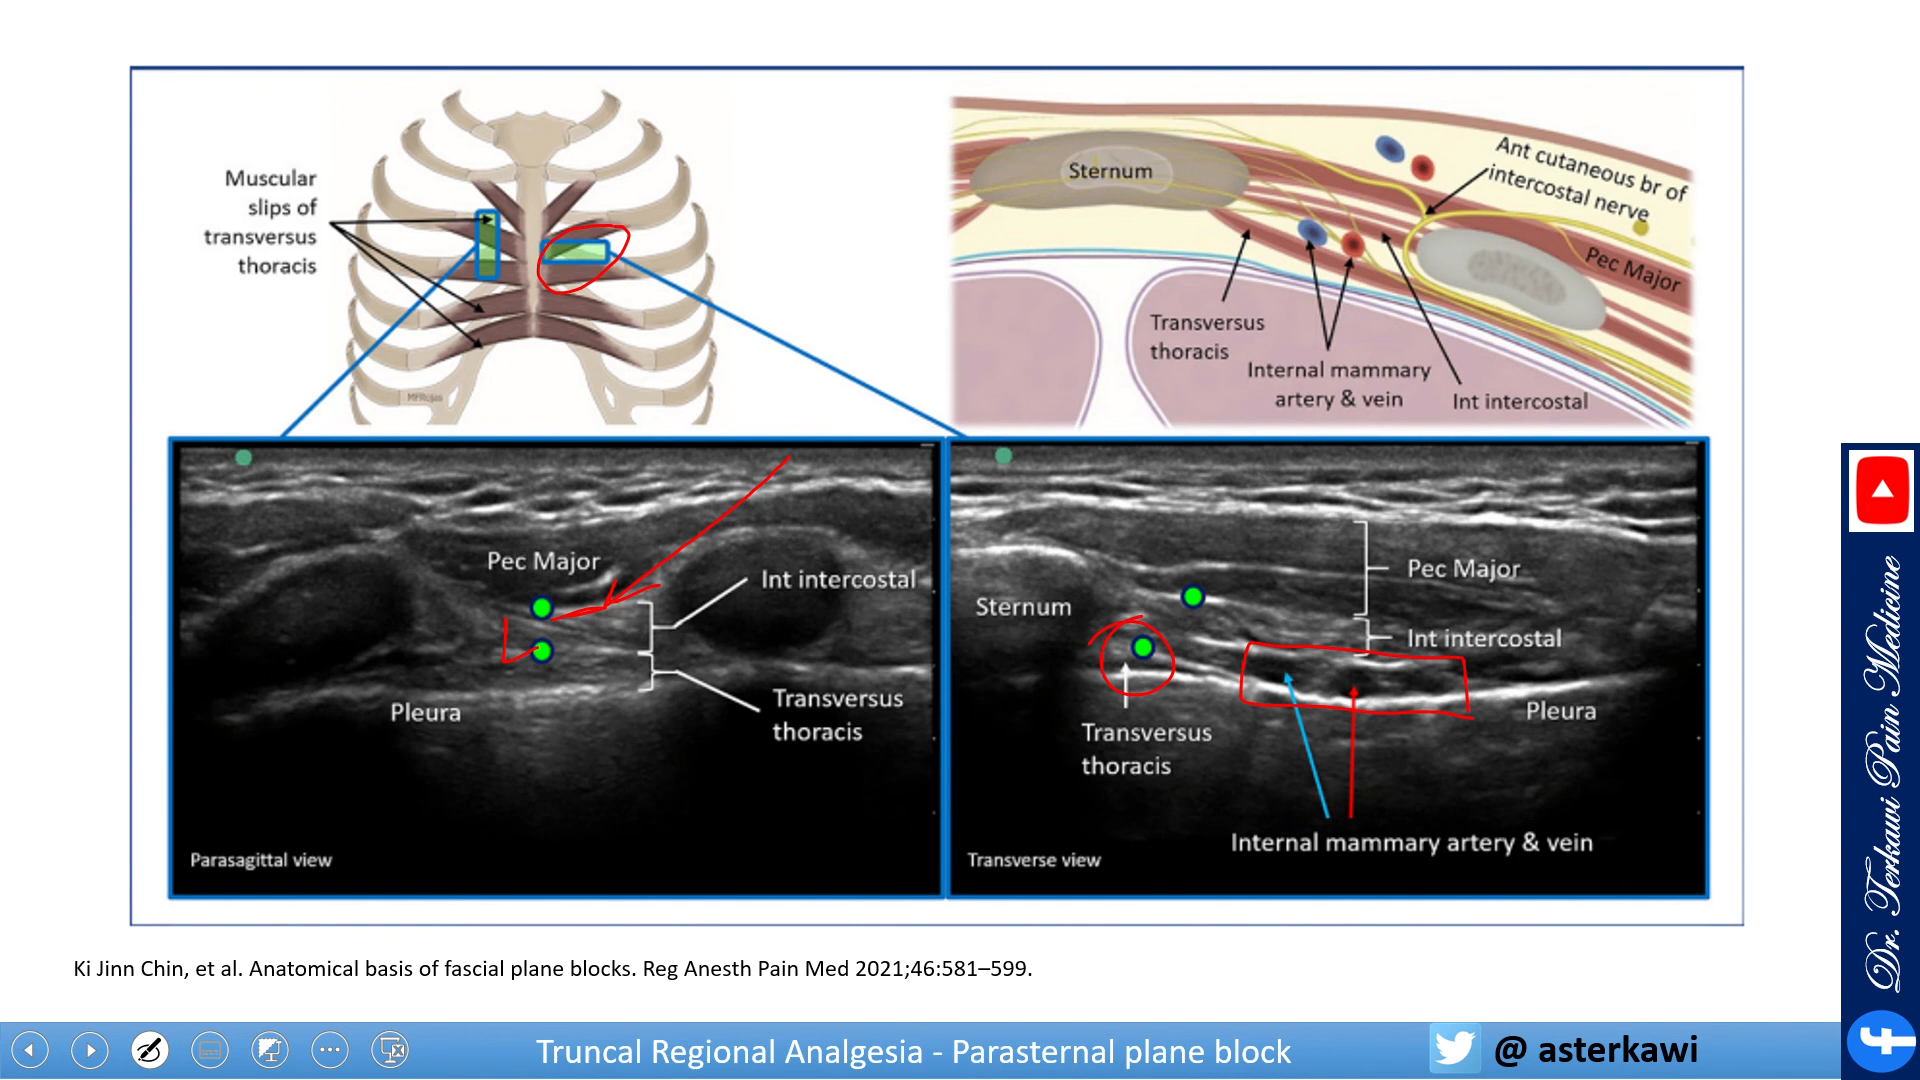 Muscular
slips of
transversus
thoracis
MFRojas
Sternum
Ant cutaneous br of
intercostal nerve
Pec Major
Transversus
thoracis
Internal mammary
artery & vein
Int intercostal
Pec Major
Int intercostal
Pleura
Transversus
thoracis
Parasagittal view
Sternum
Pec Major
Int intercostal
Pleura
Transversus
thoracis
Internal mammary artery & vein
Transverse view
Ki Jinn Chin, et al. Anatomical basis of fascial plane blocks. Reg Anesth Pain Med 2021;46:581–599.
Truncal Regional Analgesia - Parasternal plane block
@ asterkawi
Dr. Terkawi Pain Medicine